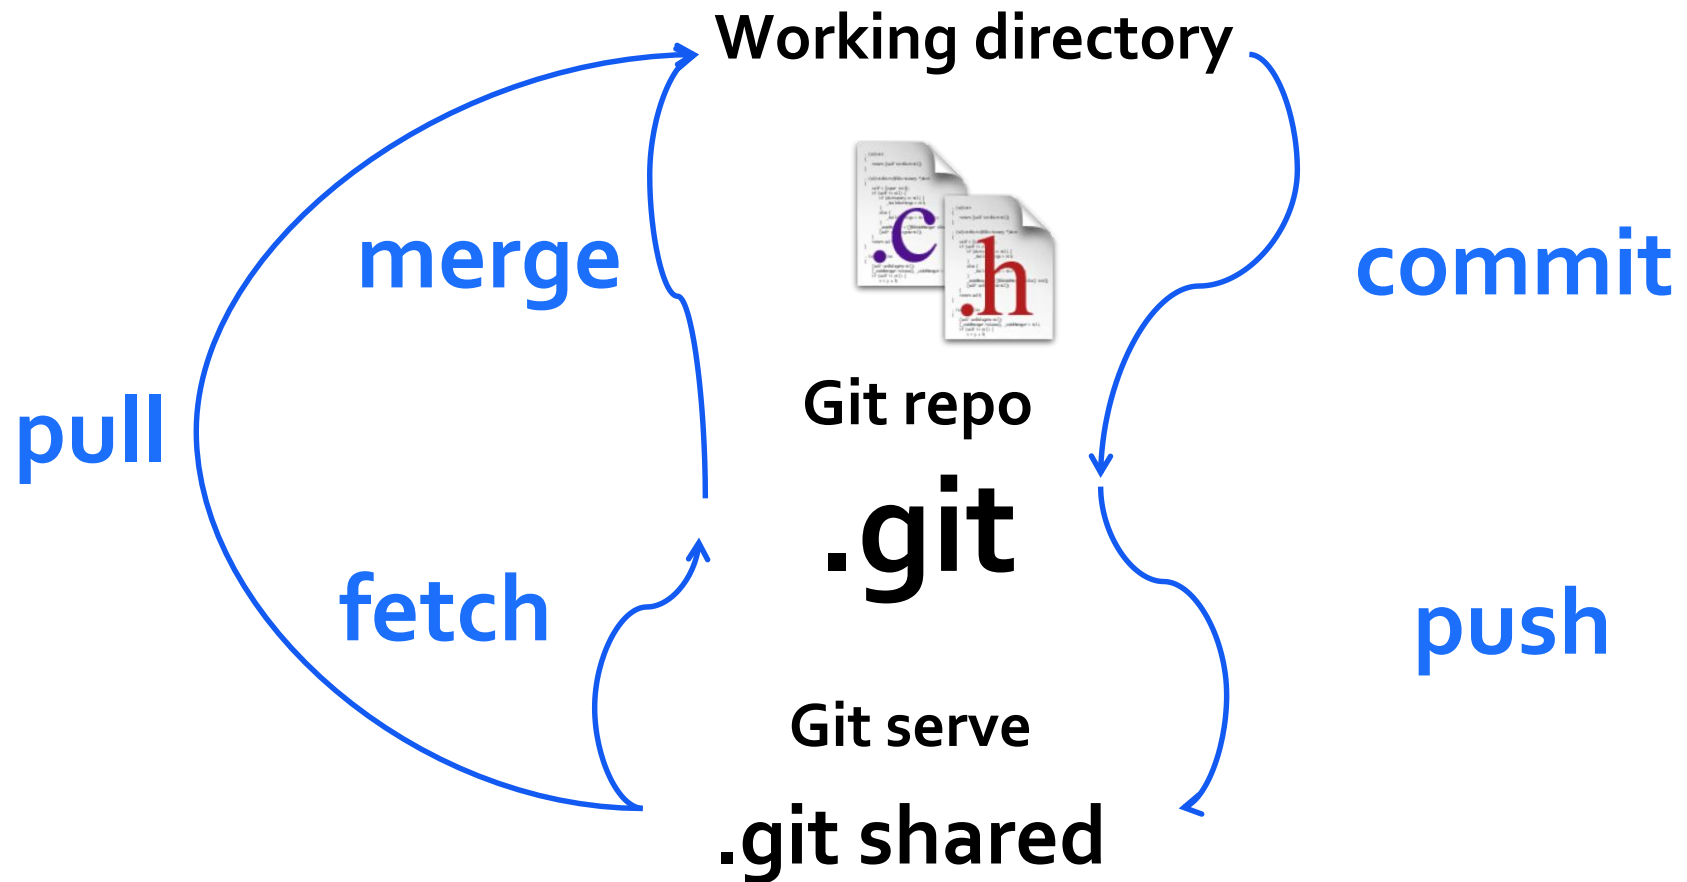 Working directory
.c
.h
merge
commit
Git repo
pull
.git
fetch
push
Git serve
.git shared